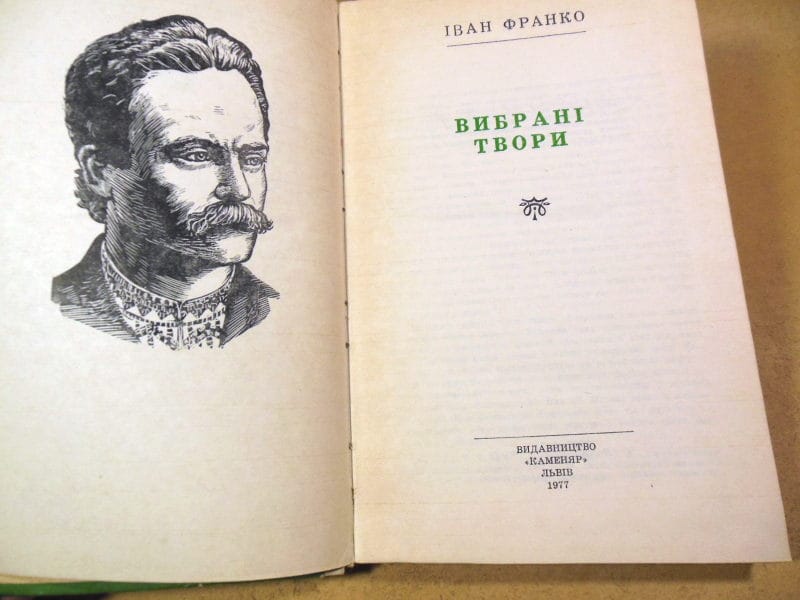 ІВАН ФРАНКО
ВИБРАНІ
ТВОРИ
ВИДАВНИЦТВО
«КАМЕНЯР»
ЛЬВІВ
1977